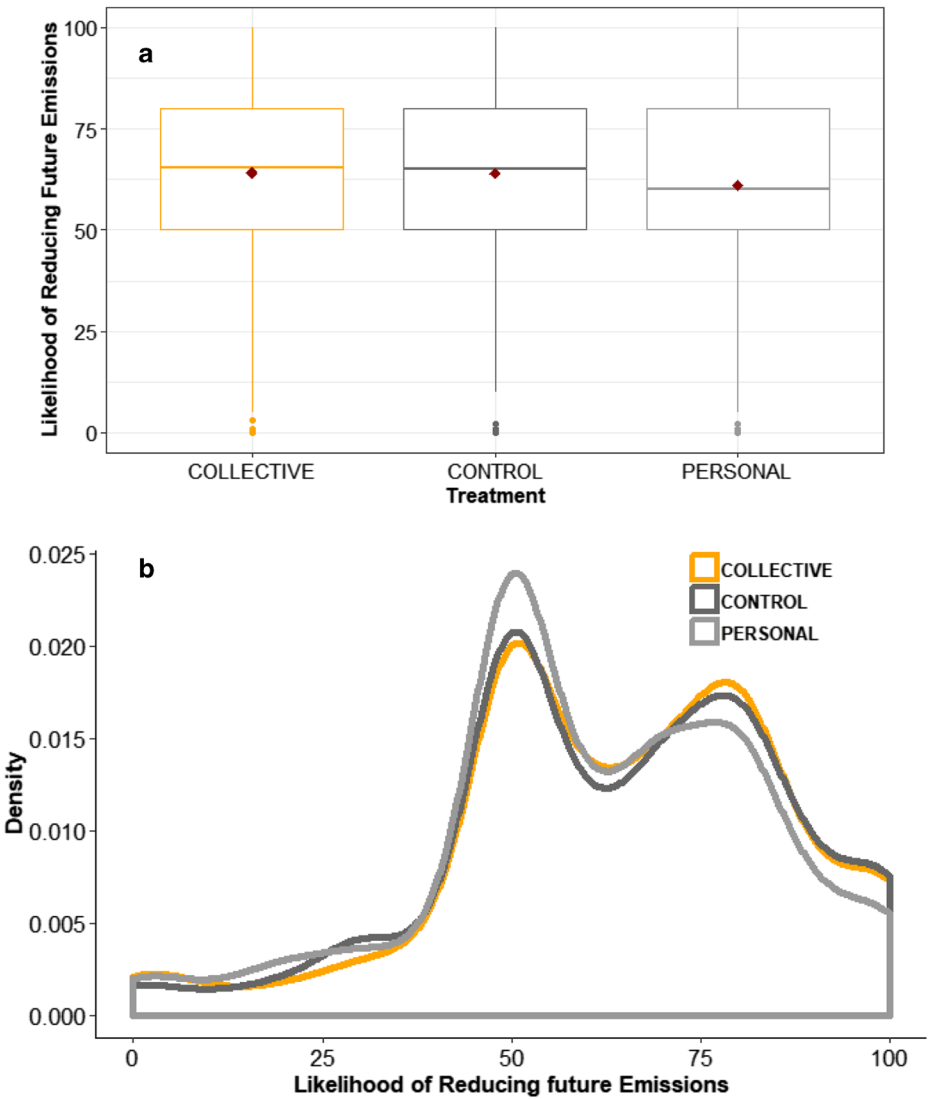 Likelihood of Reducing Future Emissions
a
100
75
50
25
0
COLLECTIVE CONTROL PERSONAL
Treatment
b
Density
0.025
0.020
0.015
0.010
0.005
0.000
COLLECTIVE
CONTROL
PERSONAL
0 25 50 75 100
Likelihood of Reducing future Emissions